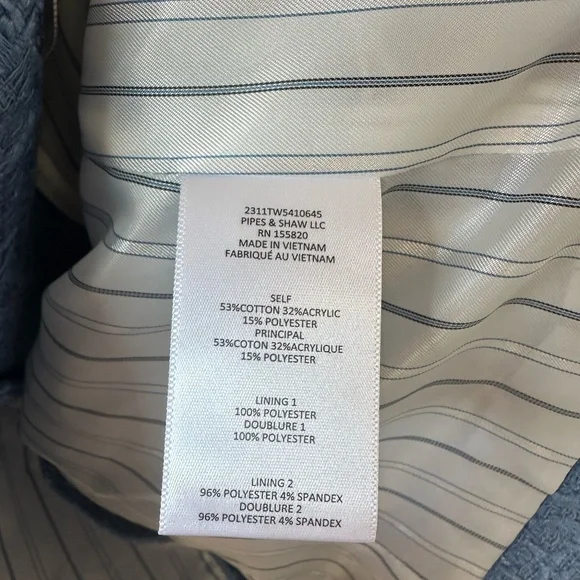 2311TW5410645
PIPES & SHAW LLC
RN 155820
MADE IN VIETNAM
FABRIQUÉ AU VIETNAM
SELF
53%COTTON 32%ACRYLIC
15% POLYESTER
PRINCIPAL
53%COTON 32%ACRYLIQUE
15% POLYESTER
LINING 1
100% POLYESTER
DOUBLURE 1
100% POLYESTER
LINING 2
96% POLYESTER 4% SPANDEX
DOUBLURE 2
96% POLYESTER 4% SPANDEX